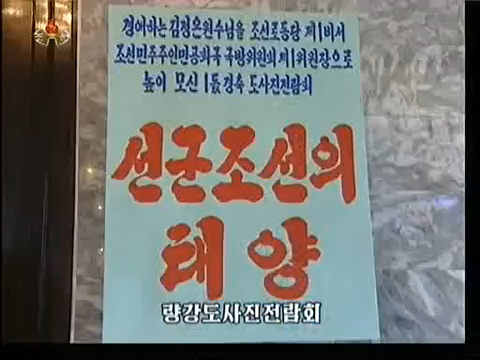 경애하는 김정은원수님을 조선로동당 제1비서
조선민주주의인민공화국 국방위원회 제1위원장으로
높이 모신 1돐경축 도사진전람회
선군조선의
태양
량강도사진전람회